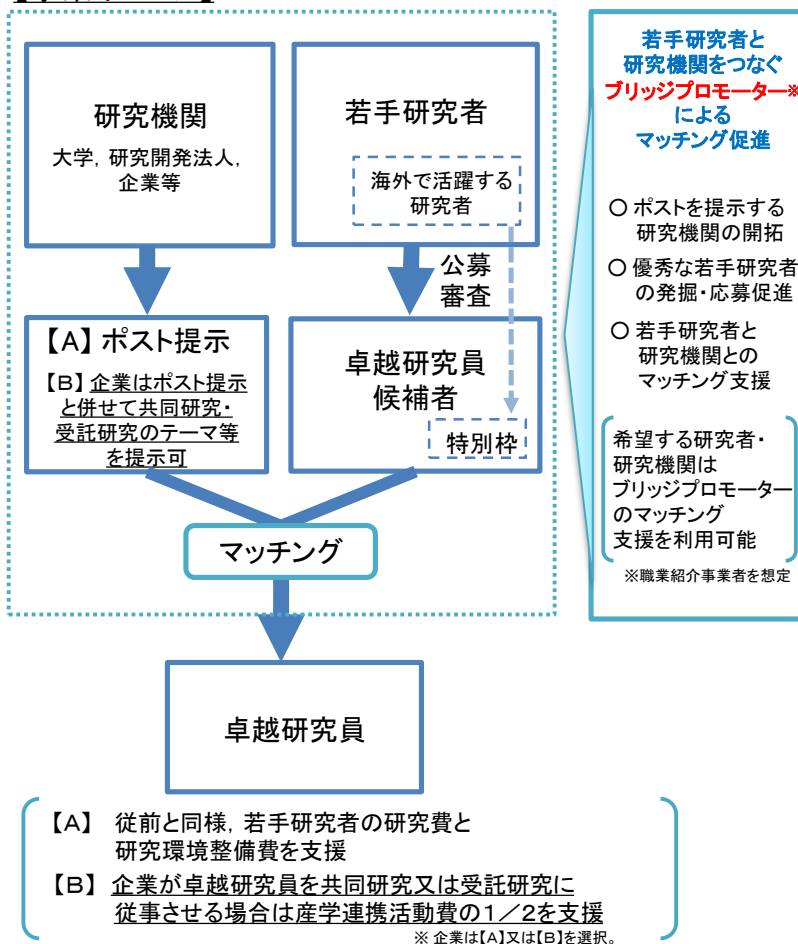 研究機関
大学，研究開発法人，
企業等
若手研究者
海外で活躍する
研究者
公募
審査
【A】ポスト提示
【B】企業はポスト提示
と併せて共同研究・
受託研究のテーマ等
を提示可
卓越研究員
候補者
特別枠
マッチング
卓越研究員
【A】 従前と同様，若手研究者の研究費と
研究環境整備費を支援
【B】 企業が卓越研究員を共同研究又は受託研究に
従事させる場合は産学連携活動費の１／２を支援
※ 企業は【A】又は【B】を選択。
若手研究者と
研究機関をつなぐ
ブリッジプロモーター※
による
マッチング促進
○ ポストを提示する
研究機関の開拓
○ 優秀な若手研究者
の発掘・応募促進
○ 若手研究者と
研究機関との
マッチング支援
希望する研究者・
研究機関は
ブリッジプロモーター
のマッチング
支援を利用可能
※職業紹介事業者を想定